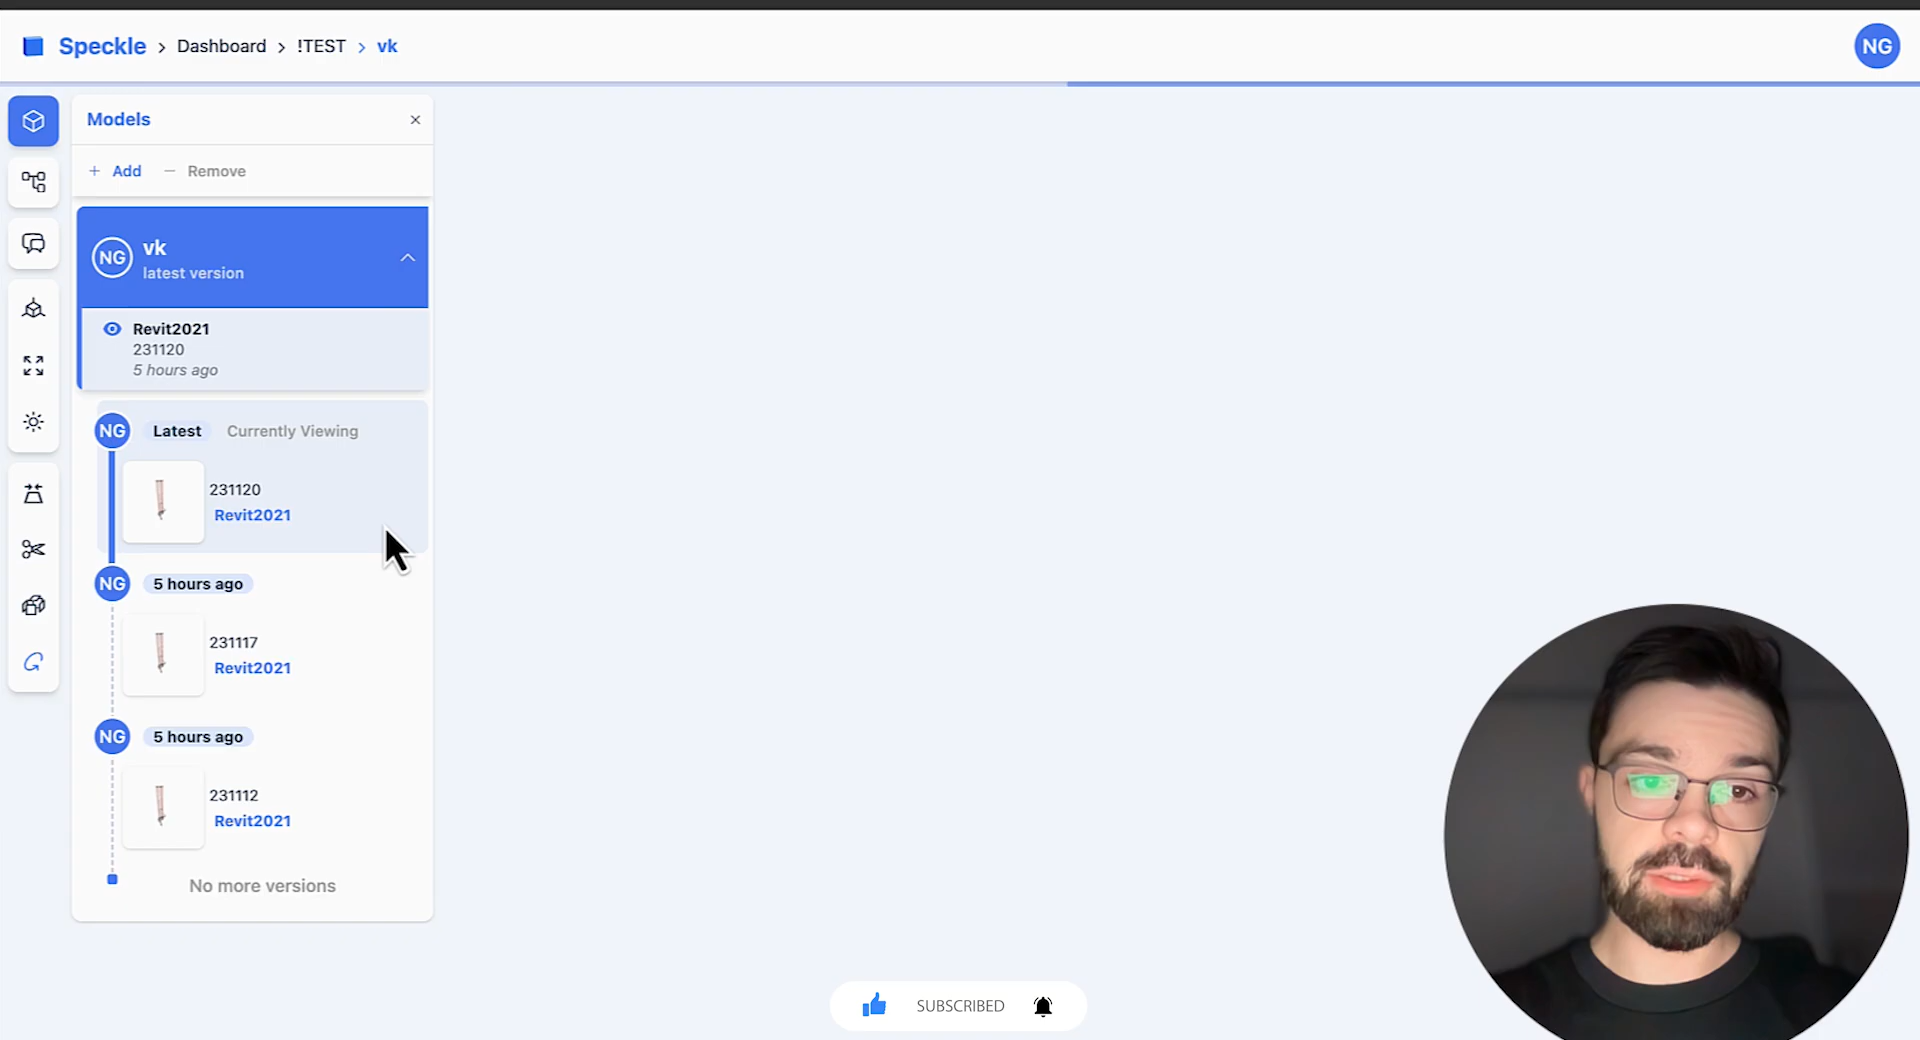 Speckle > Dashboard > !TEST > vk
NG
Models
+ Add − Remove
NG
vk
latest version
Revit2021
231120
5 hours ago
NG Latest Currently Viewing
231120
Revit2021
NG 5 hours ago
231117
Revit2021
NG 5 hours ago
231112
Revit2021
No more versions
SUBSCRIBED